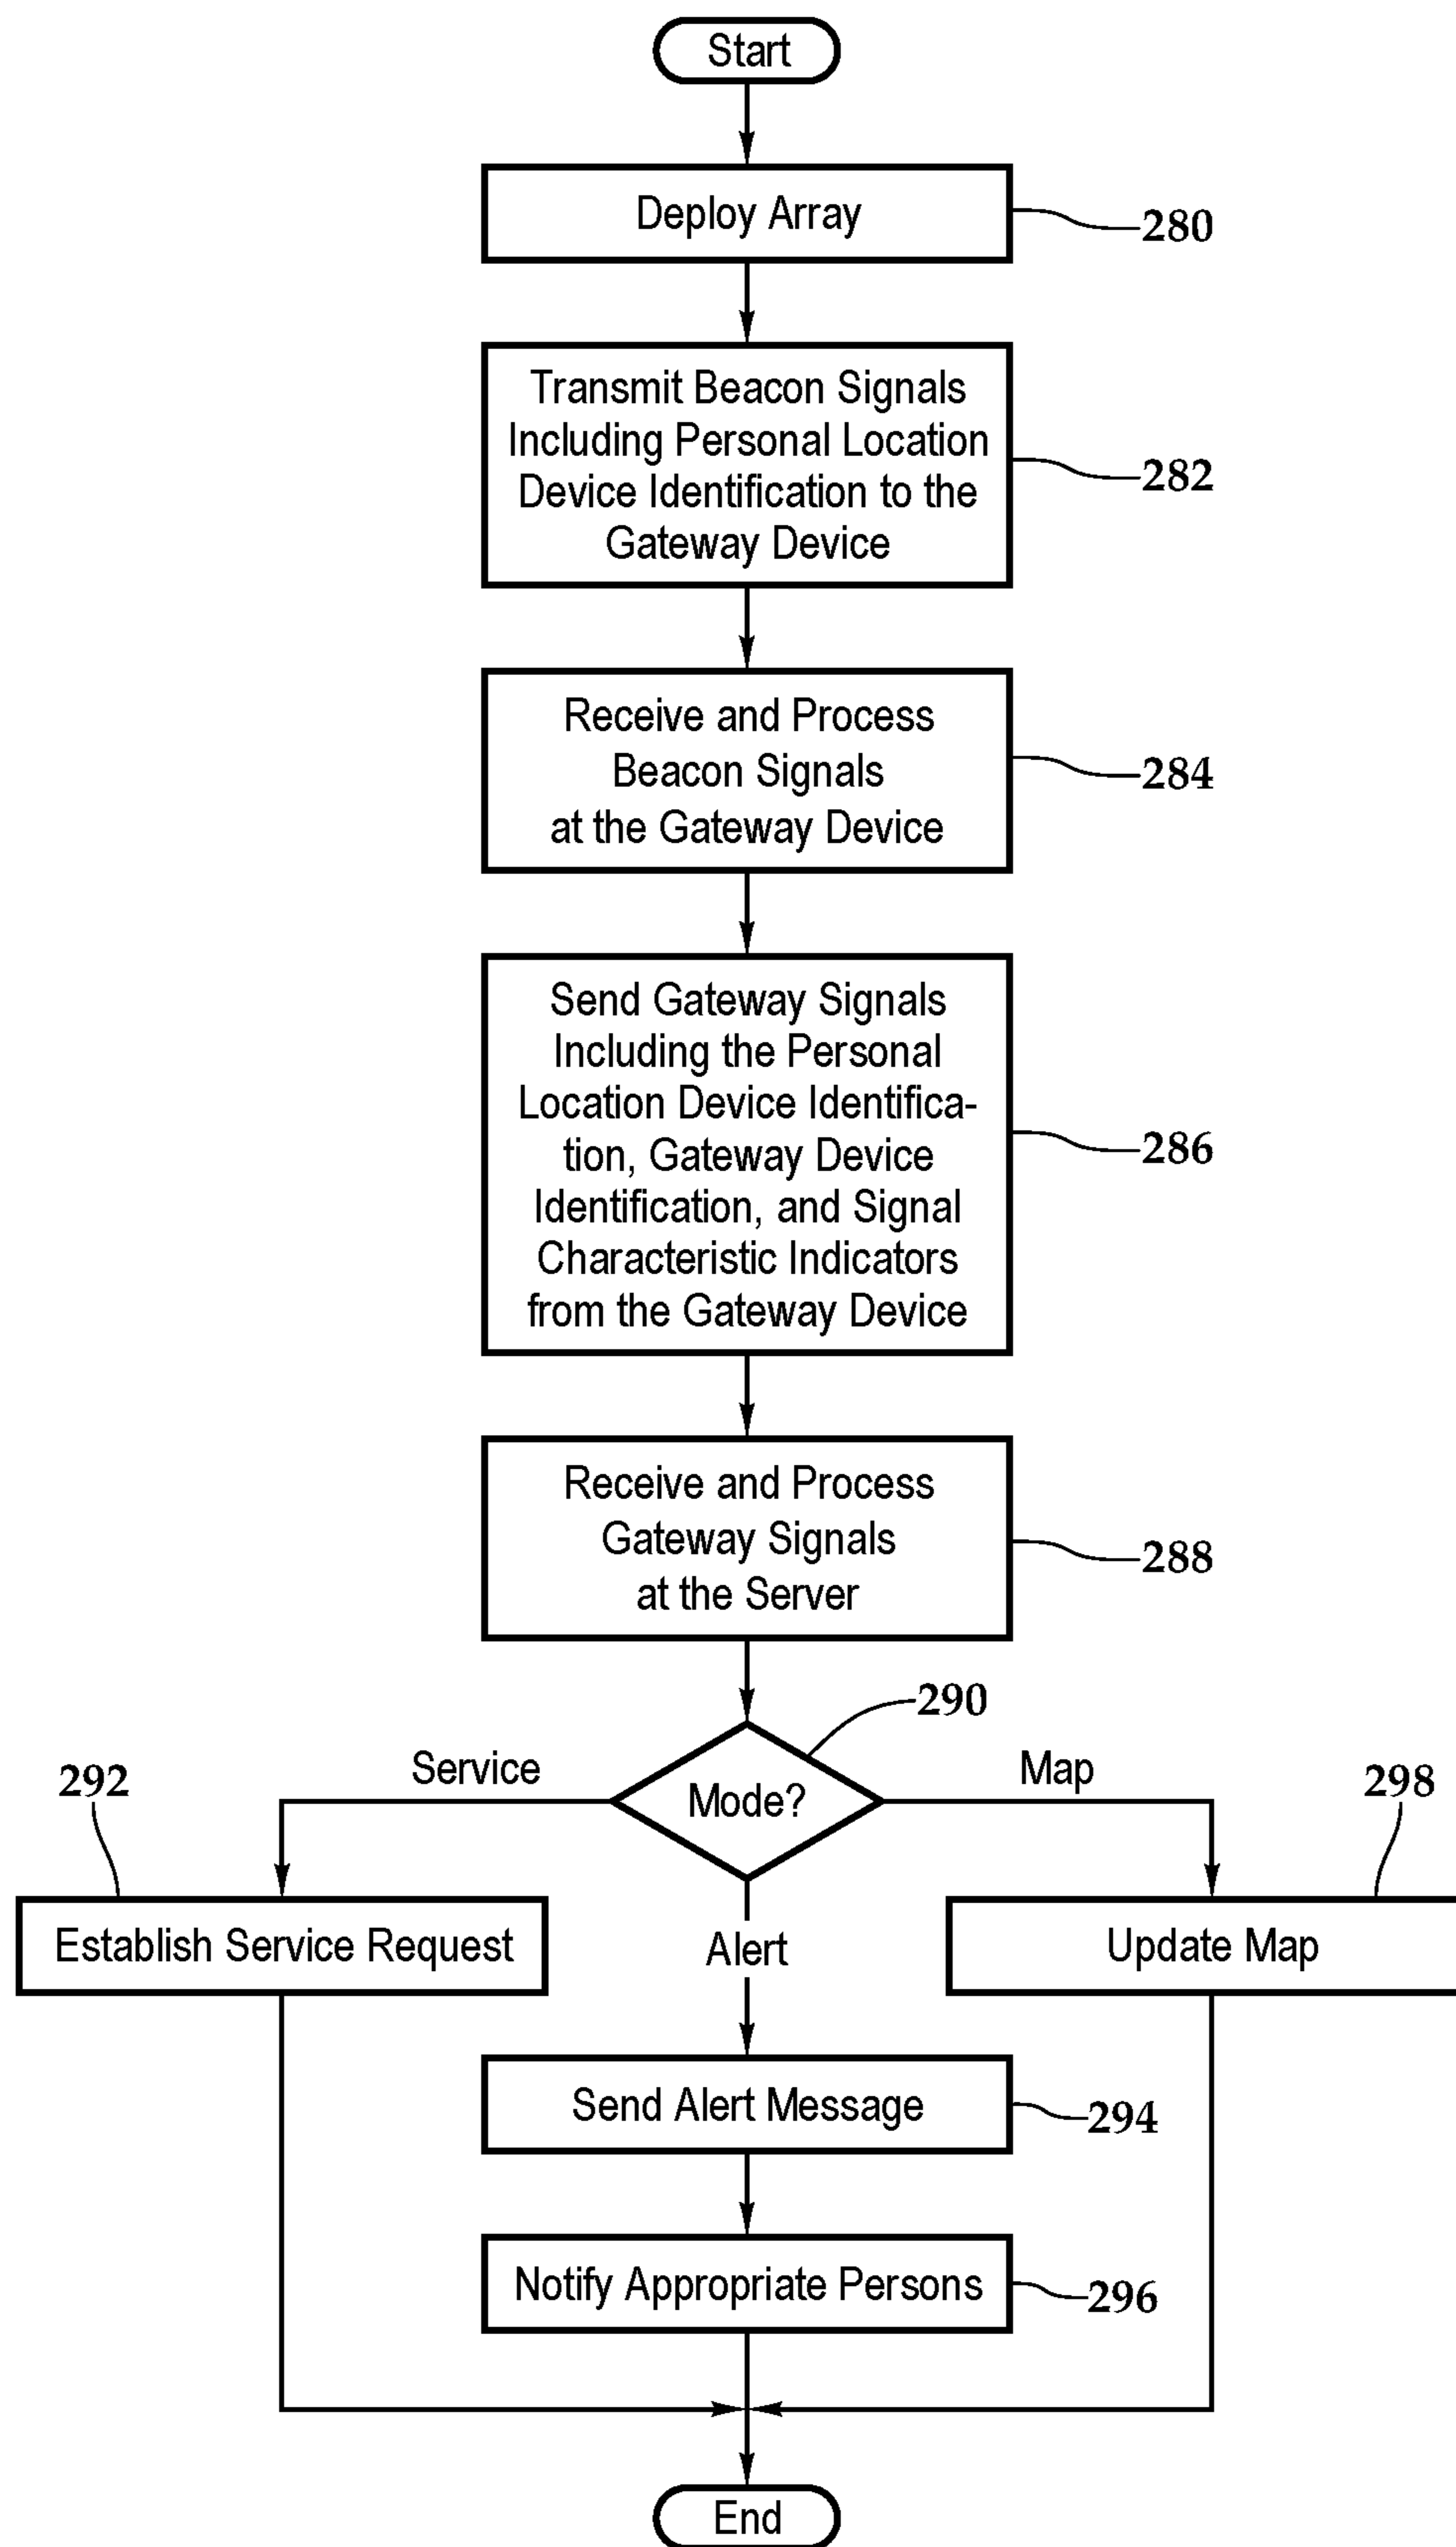 Start
Deploy Array
280
Transmit Beacon Signals
Including Personal Location
Device Identification to the
Gateway Device
282
Receive and Process
Beacon Signals
at the Gateway Device
284
Send Gateway Signals
Including the Personal
Location Device Identifica-
tion, Gateway Device
Identification, and Signal
Characteristic Indicators
from the Gateway Device
286
Receive and Process
Gateway Signals
at the Server
288
290
Mode?
Service
Map
292
298
Establish Service Request
Alert
Update Map
Send Alert Message
294
Notify Appropriate Persons
296
End